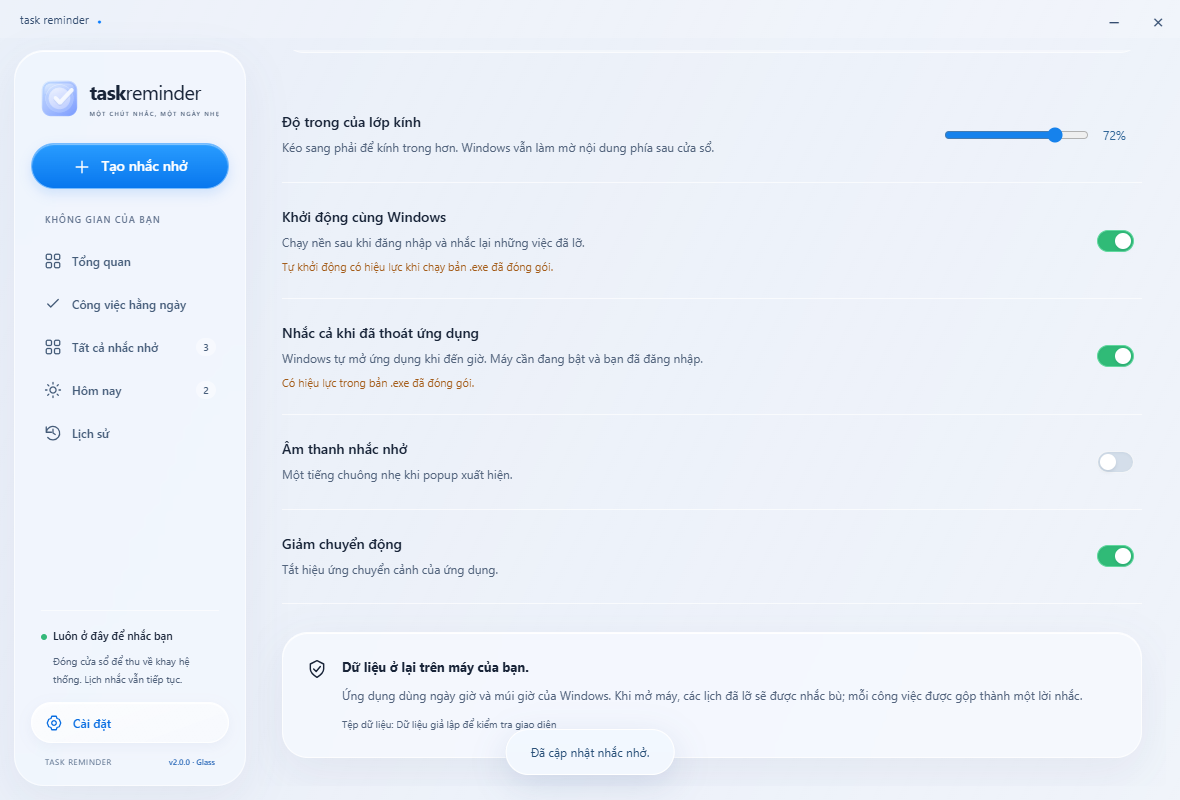 task reminder
taskreminder
MỘT CHÚT NHẮC, MỘT NGÀY NHẸ
Tạo nhắc nhở
KHÔNG GIAN CỦA BẠN
Tổng quan
Công việc hằng ngày
Tất cả nhắc nhở 3
Hôm nay 2
Lịch sử
Luôn ở đây để nhắc bạn
Đóng cửa sổ để thu về khay hệ
thống. Lịch nhắc vẫn tiếp tục.
Cài đặt
TASK REMINDER v2.0.0 · Glass
Độ trong của lớp kính
Kéo sang phải để kính trong hơn. Windows vẫn làm mờ nội dung phía sau cửa sổ.
72%
Khởi động cùng Windows
Chạy nền sau khi đăng nhập và nhắc lại những việc đã lỡ.
Tự khởi động có hiệu lực khi chạy bản .exe đã đóng gói.
Nhắc cả khi đã thoát ứng dụng
Windows tự mở ứng dụng khi đến giờ. Máy cần đang bật và bạn đã đăng nhập.
Có hiệu lực trong bản .exe đã đóng gói.
Âm thanh nhắc nhở
Một tiếng chuông nhẹ khi popup xuất hiện.
Giảm chuyển động
Tắt hiệu ứng chuyển cảnh của ứng dụng.
Dữ liệu ở lại trên máy của bạn.
Ứng dụng dùng ngày giờ và múi giờ của Windows. Khi mở máy, các lịch đã lỡ sẽ được nhắc bù; mỗi công việc được gộp thành một lời nhắc.
Tệp dữ liệu: Dữ liệu giả lập để kiểm tra giao diện
Đã cập nhật nhắc nhở.